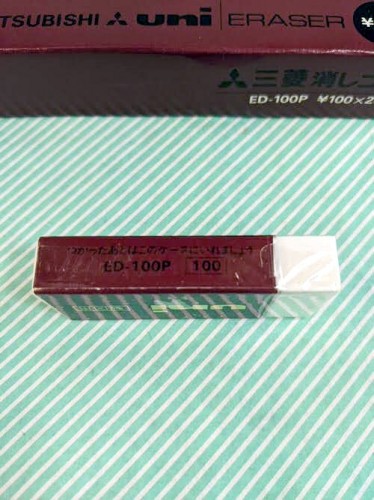 TSUBISHI uni ERASER ¥
三菱消しゴ
ED-100P ¥100×2
つかったあとはこのケースにいれましょう
ED-100P 100